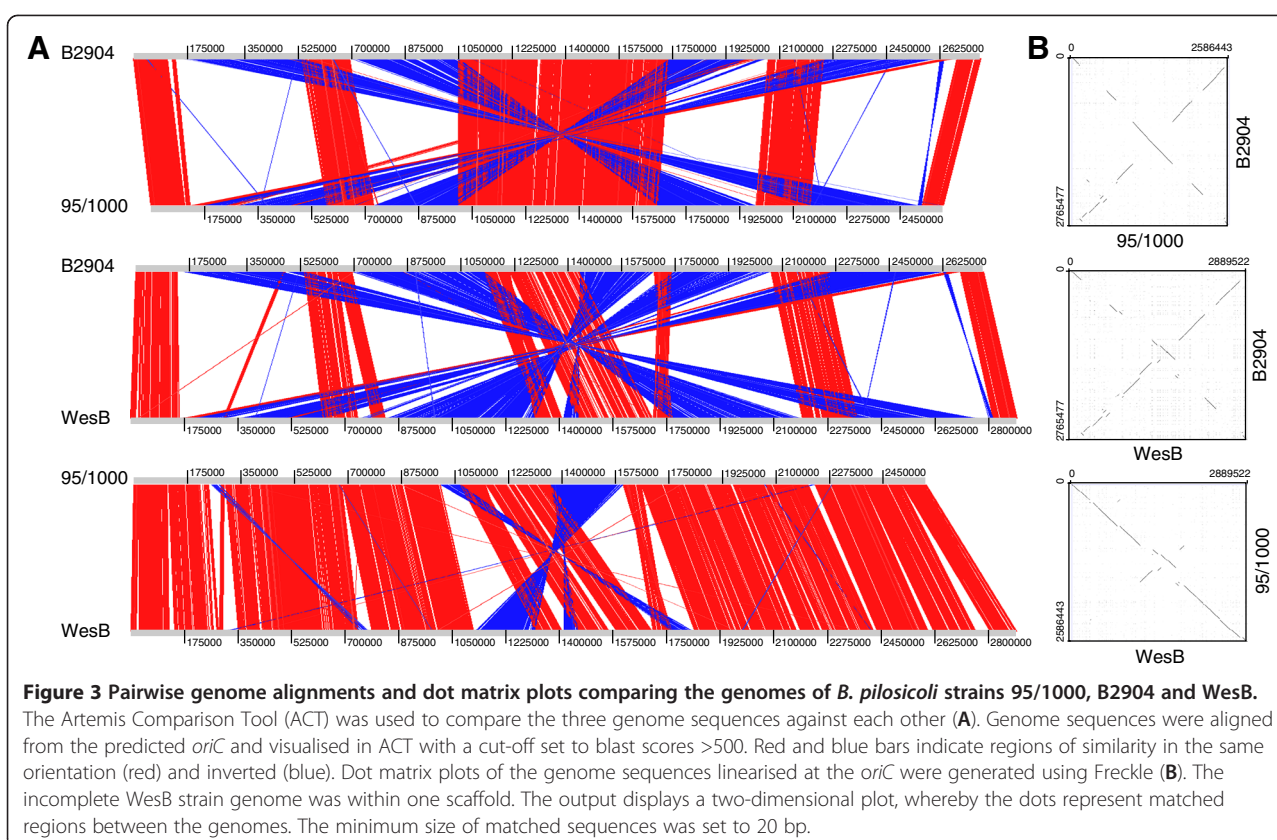 A
B2904
175000 350000 525000 700000 875000 1050000 1225000 1400000 1575000 1750000 1925000 2100000 2275000 2450000 2625000
95/1000
175000 350000 525000 700000 875000 1050000 1225000 1400000 1575000 1750000 1925000 2100000 2275000 2450000
B2904
175000 350000 525000 700000 875000 1050000 1225000 1400000 1575000 1750000 1925000 2100000 2275000 2450000 2625000
WesB
175000 350000 525000 700000 875000 1050000 1225000 1400000 1575000 1750000 1925000 2100000 2275000 2450000 2625000 2800000
95/1000
175000 350000 525000 700000 875000 1050000 1225000 1400000 1575000 1750000 1925000 2100000 2275000 2450000
WesB
175000 350000 525000 700000 875000 1050000 1225000 1400000 1575000 1750000 1925000 2100000 2275000 2450000 2625000 2800000
B
0 2586443
0
2765477
B2904
95/1000
0 2889522
0
2765477
B2904
WesB
0 2889522
0
2586443
95/1000
WesB
Figure 3 Pairwise genome alignments and dot matrix plots comparing the genomes of B. pilosicoli strains 95/1000, B2904 and WesB.
The Artemis Comparison Tool (ACT) was used to compare the three genome sequences against each other (A). Genome sequences were aligned
from the predicted oriC and visualised in ACT with a cut-off set to blast scores >500. Red and blue bars indicate regions of similarity in the same
orientation (red) and inverted (blue). Dot matrix plots of the genome sequences linearised at the oriC were generated using Freckle (B). The
incomplete WesB strain genome was within one scaffold. The output displays a two-dimensional plot, whereby the dots represent matched
regions between the genomes. The minimum size of matched sequences was set to 20 bp.